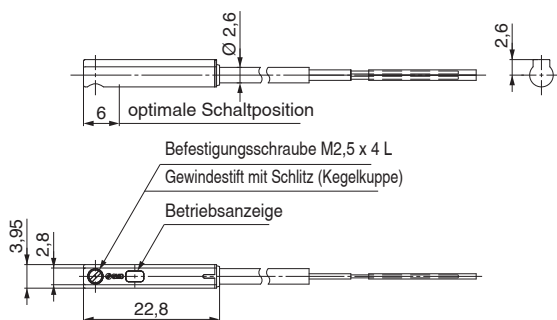 Ø 2,6
2,6
6
optimale Schaltposition
Befestigungsschraube M2,5 x 4 L
Gewindestift mit Schlitz (Kegelkuppe)
Betriebsanzeige
3,95
2,8
22,8